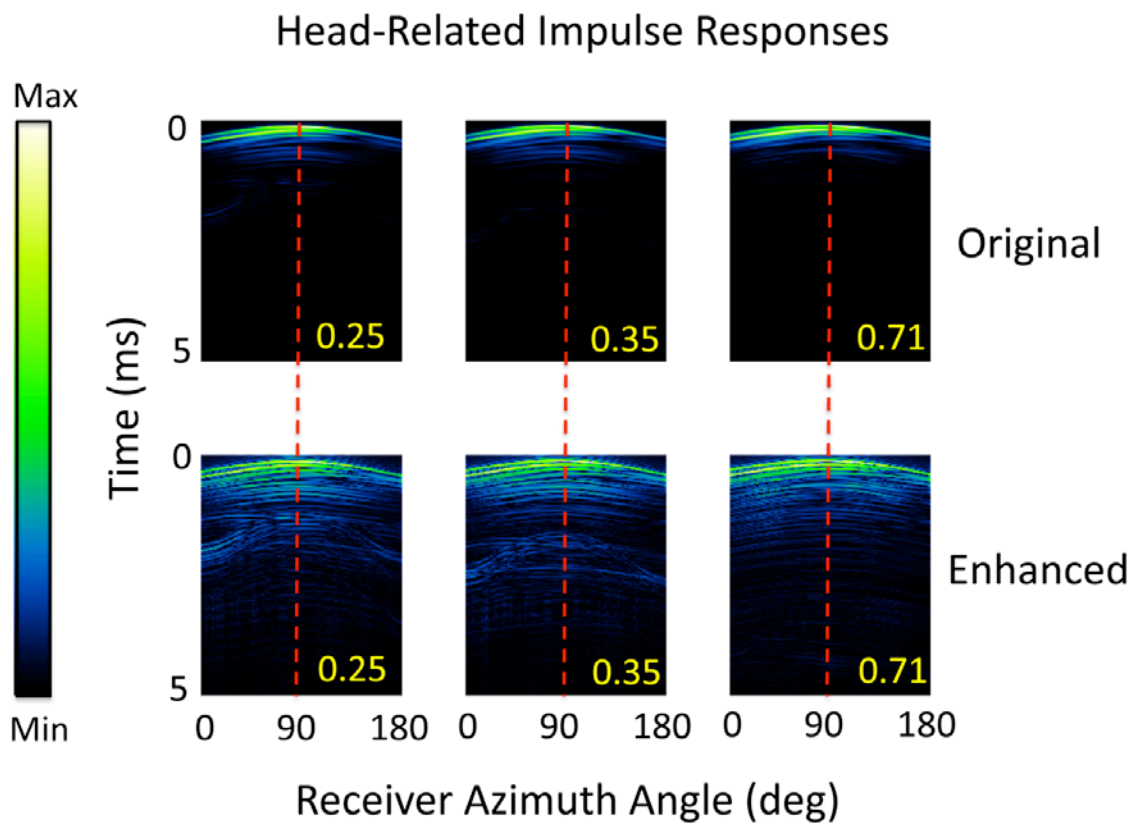 Head-Related Impulse Responses
Max
Min
Time (ms)
0
5
0.25
0.35
0.71
Original
0
5
0.25
0.35
0.71
Enhanced
0 90 180
0 90 180
0 90 180
Receiver Azimuth Angle (deg)